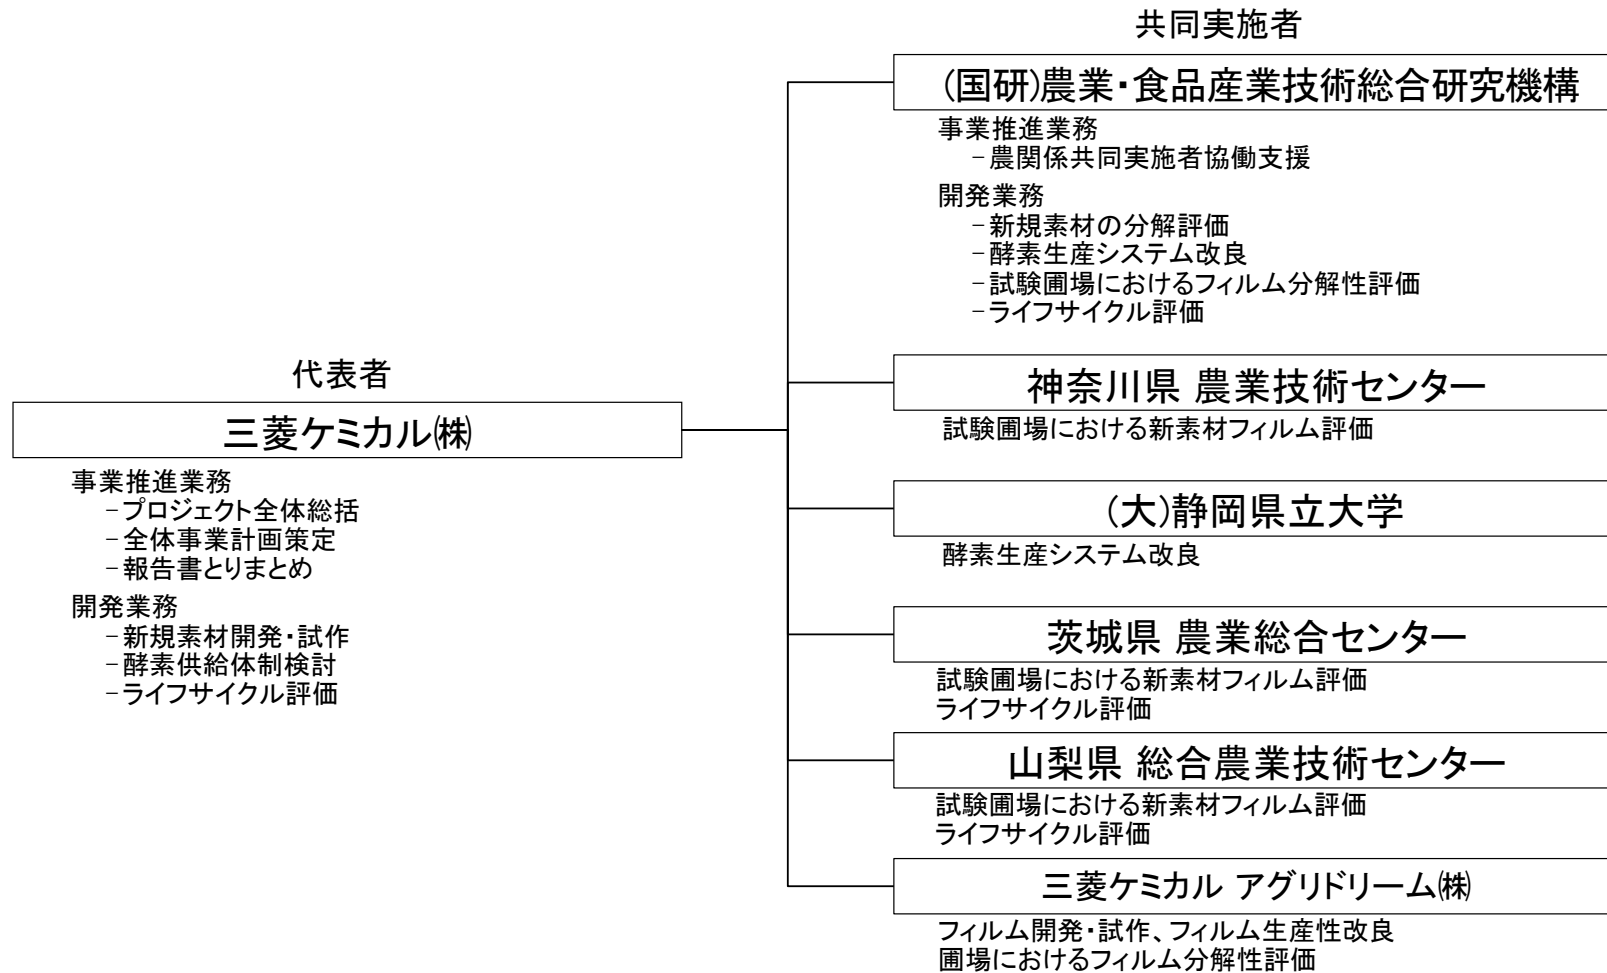 共同実施者
(国研)農業・食品産業技術総合研究機構
事業推進業務
－農関係共同実施者協働支援
開発業務
－新規素材の分解評価
－酵素生産システム改良
－試験圃場におけるフィルム分解性評価
－ライフサイクル評価
代表者
三菱ケミカル㈱
事業推進業務
－プロジェクト全体総括
－全体事業計画策定
－報告書とりまとめ
開発業務
－新規素材開発・試作
－酵素供給体制検討
－ライフサイクル評価
神奈川県 農業技術センター
試験圃場における新素材フィルム評価
(大)静岡県立大学
酵素生産システム改良
茨城県 農業総合センター
試験圃場における新素材フィルム評価
ライフサイクル評価
山梨県 総合農業技術センター
試験圃場における新素材フィルム評価
ライフサイクル評価
三菱ケミカル アグリドリーム㈱
フィルム開発・試作、フィルム生産性改良
圃場におけるフィルム分解性評価